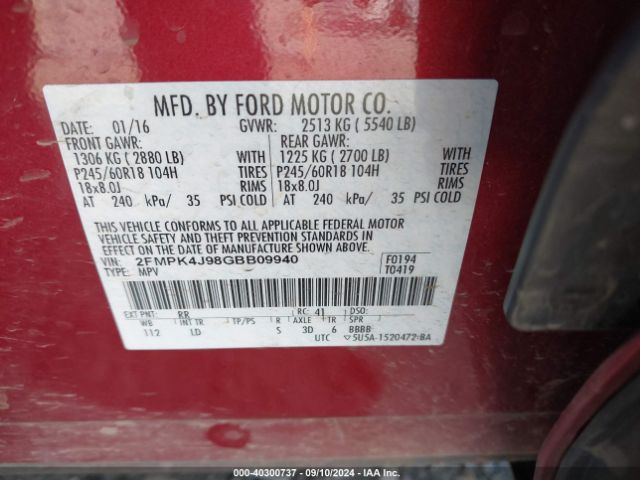 MFD. BY FORD MOTOR CO.
DATE: 01/16 GVWR: 2513 KG ( 5540 LB)
FRONT GAWR: REAR GAWR:
1306 KG ( 2880 LB) WITH 1225 KG ( 2700 LB) WITH
P245/60R18 104H TIRES P245/60R18 104H TIRES
18x8.0J RIMS 18x8.0J RIMS
AT 240 kPa/ 35 PSI COLD AT 240 kPa/ 35 PSI COLD
THIS VEHICLE CONFORMS TO ALL APPLICABLE FEDERAL MOTOR
VEHICLE SAFETY AND THEFT PREVENTION STANDARDS IN
EFFECT ON THE DATE OF MANUFACTURE SHOWN ABOVE.
VIN: 2FMPK4J98GBB09940 F0194
TYPE: MPV T0419
EXT PNT: RR RC: 41 DSO:
WB INT TR TP/PS R AXLE TR SPR
112 LD S 3D 6 BBBB
UTC 5U5A-1520472-BA
000-40300737 - 09/10/2024 - IAA Inc.